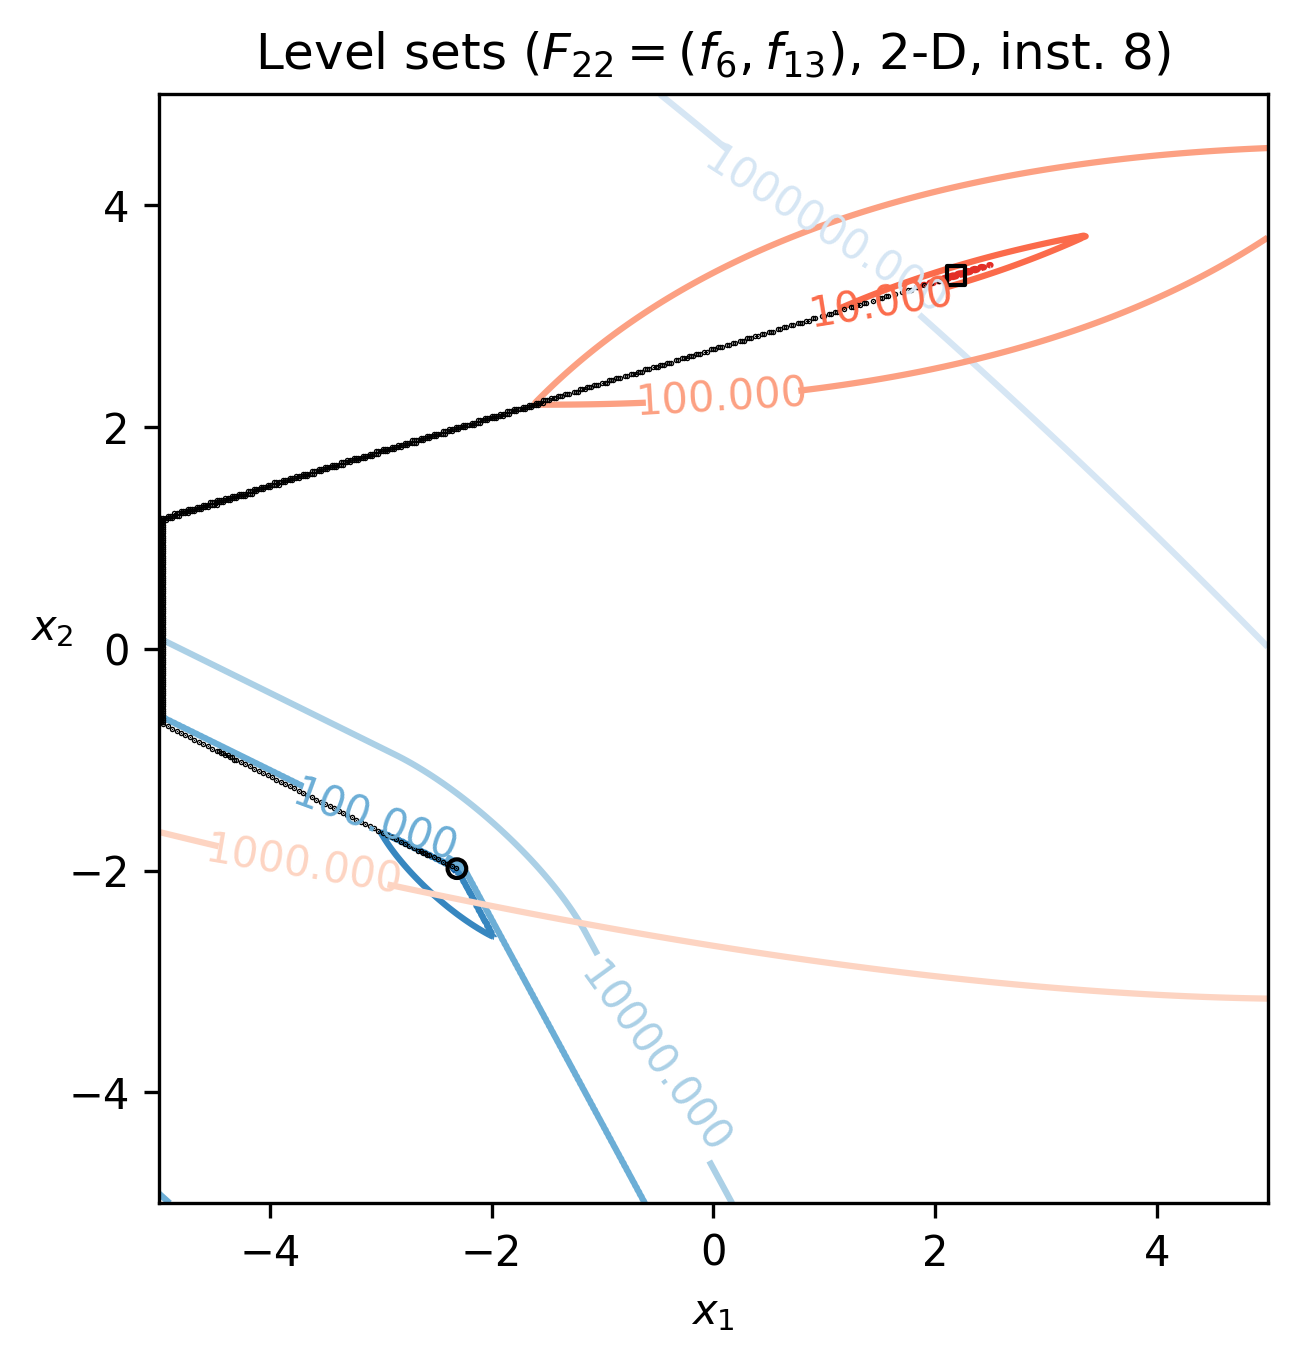 Level sets (F₂₂ = (f₆, f₁₃), 2-D, inst. 8)
1000000.000
4
10.000
100.000
2
x₂
0
100.000
1000.000
−2
10000.000
−4
−4 −2 0 2 4
x₁